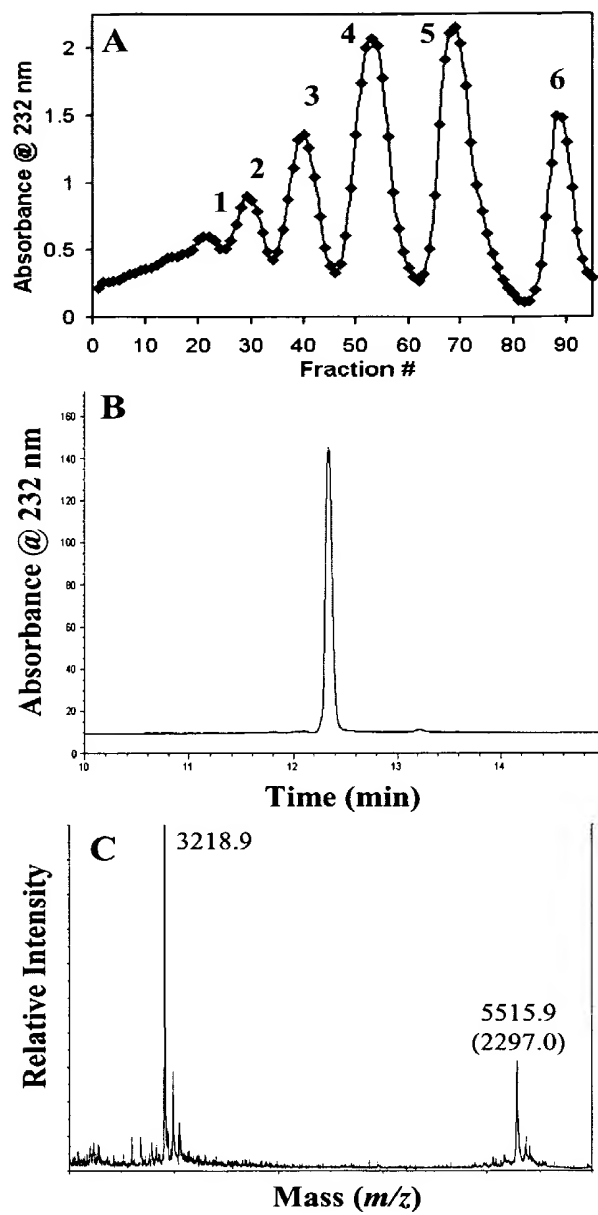 A
Absorbance @ 232 nm
2
1.5
1
0.5
0
1
2
3
4
5
6
0 10 20 30 40 50 60 70 80 90
Fraction #
B
Absorbance @ 232 nm
160
140
120
100
80
60
40
20
0
10 11 12 13 14
Time (min)
C
Relative Intensity
3218.9
5515.9
(2297.0)
Mass (m/z)